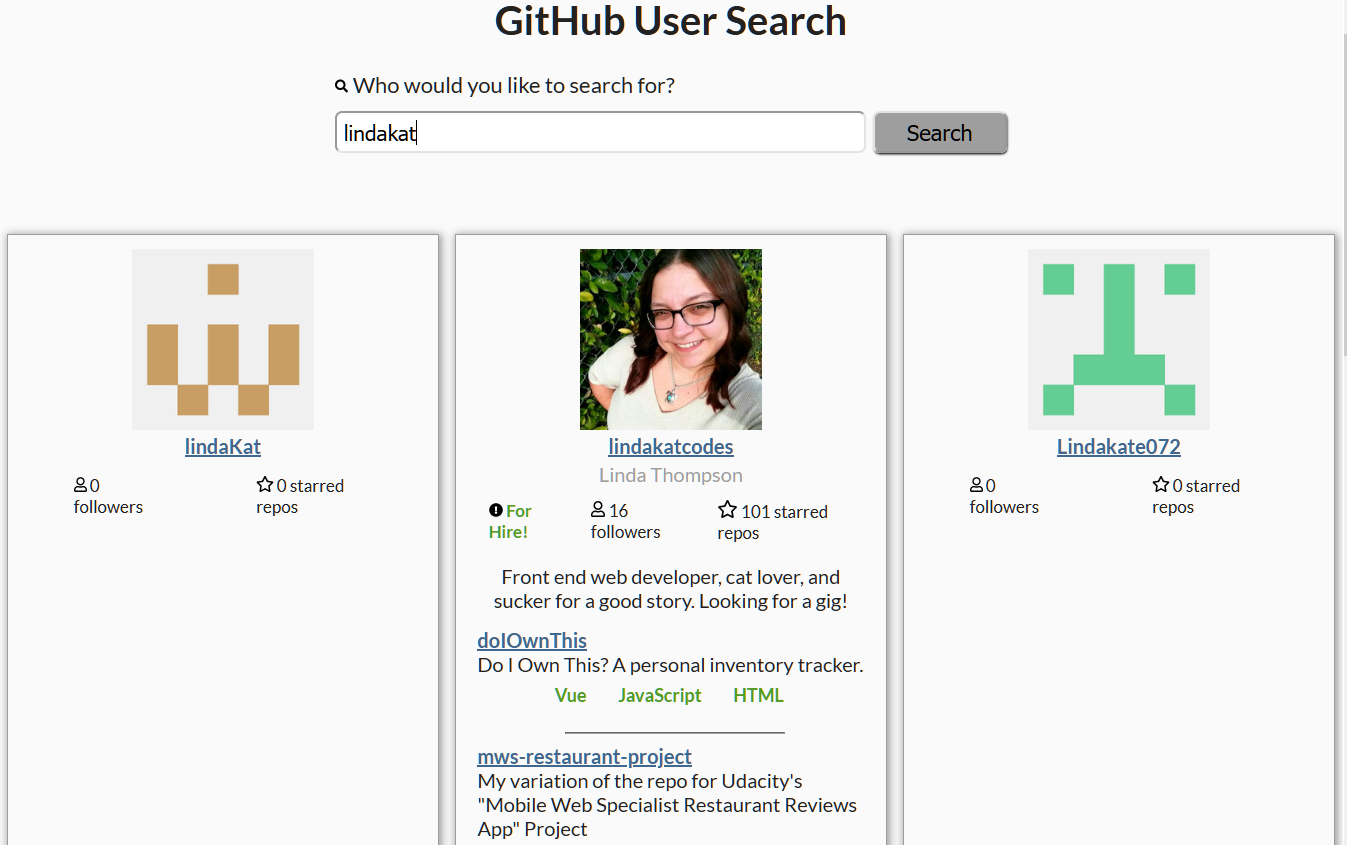 GitHub User Search
Who would you like to search for?
lindakat
Search
lindaKat
0
followers
0 starred
repos
lindakatcodes
Linda Thompson
For
Hire!
16
followers
101 starred
repos
Front end web developer, cat lover, and
sucker for a good story. Looking for a gig!
doIOwnThis
Do I Own This? A personal inventory tracker.
Vue JavaScript HTML
mws-restaurant-project
My variation of the repo for Udacity's
"Mobile Web Specialist Restaurant Reviews
App" Project
Lindakate072
0
followers
0 starred
repos